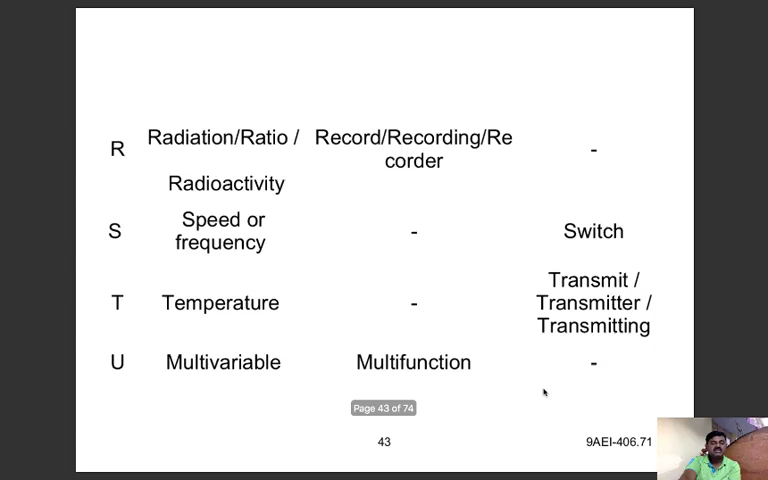 R
Radiation/Ratio /
Radioactivity
Record/Recording/Re
corder
-
S
Speed or
frequency
-
Switch
T
Temperature
-
Transmit /
Transmitter /
Transmitting
U
Multivariable
Multifunction
-
Page 43 of 74
43
9AEI-406.71